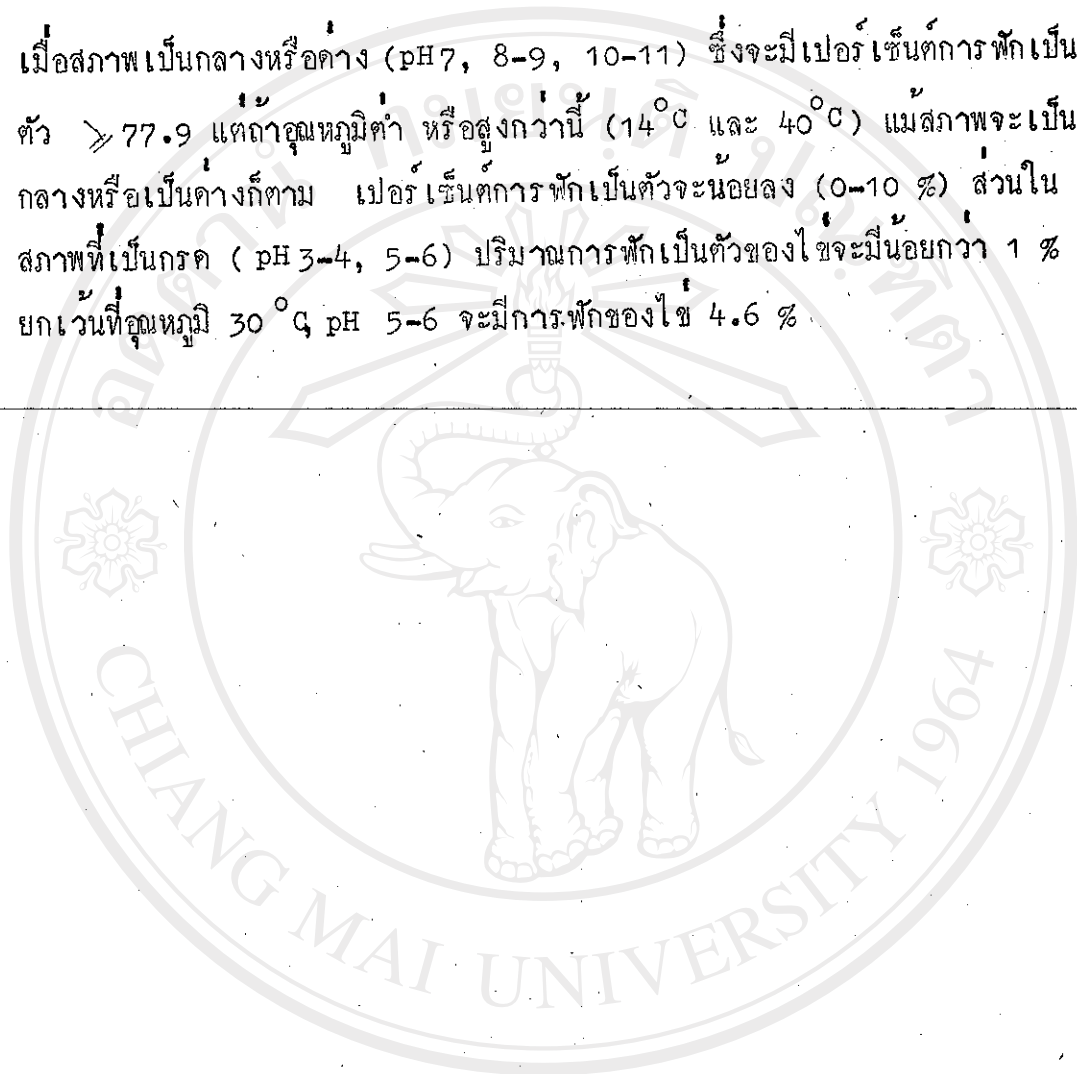 เมื่อสภาพเป็นกลางหรือด่าง (pH7, 8-9, 10-11) ซึ่งจะมีเปอร์เซ็นต์การฟักเป็น
ตัว ⩾ 77.9 แต่ถ้าอุณหภูมิต่ำ หรือสูงกว่านี้ (14°C และ 40°C) แม้สภาพจะเป็น
กลางหรือเป็นด่างก็ตาม เปอร์เซ็นต์การฟักเป็นตัวจะน้อยลง (0-10 %) ส่วนใน
สภาพที่เป็นกรด ( pH 3-4, 5-6) ปริมาณการฟักเป็นตัวของไข่จะมีน้อยกว่า 1 %
ยกเว้นที่อุณหภูมิ 30 °C, pH 5-6 จะมีการฟักของไข่ 4.6 %
CHIANG MAI UNIVERSITY 1964